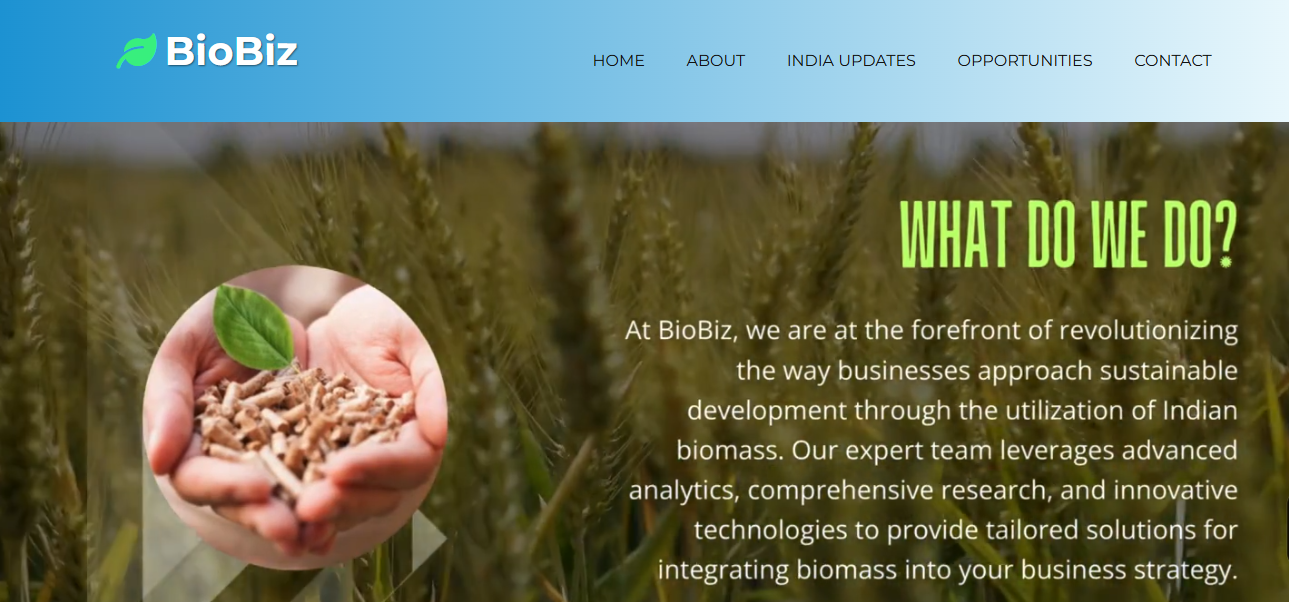 BioBiz
HOME ABOUT INDIA UPDATES OPPORTUNITIES CONTACT
WHAT DO WE DO?
At BioBiz, we are at the forefront of revolutionizing
the way businesses approach sustainable
development through the utilization of Indian
biomass. Our expert team leverages advanced
analytics, comprehensive research, and innovative
technologies to provide tailored solutions for
integrating biomass into your business strategy.